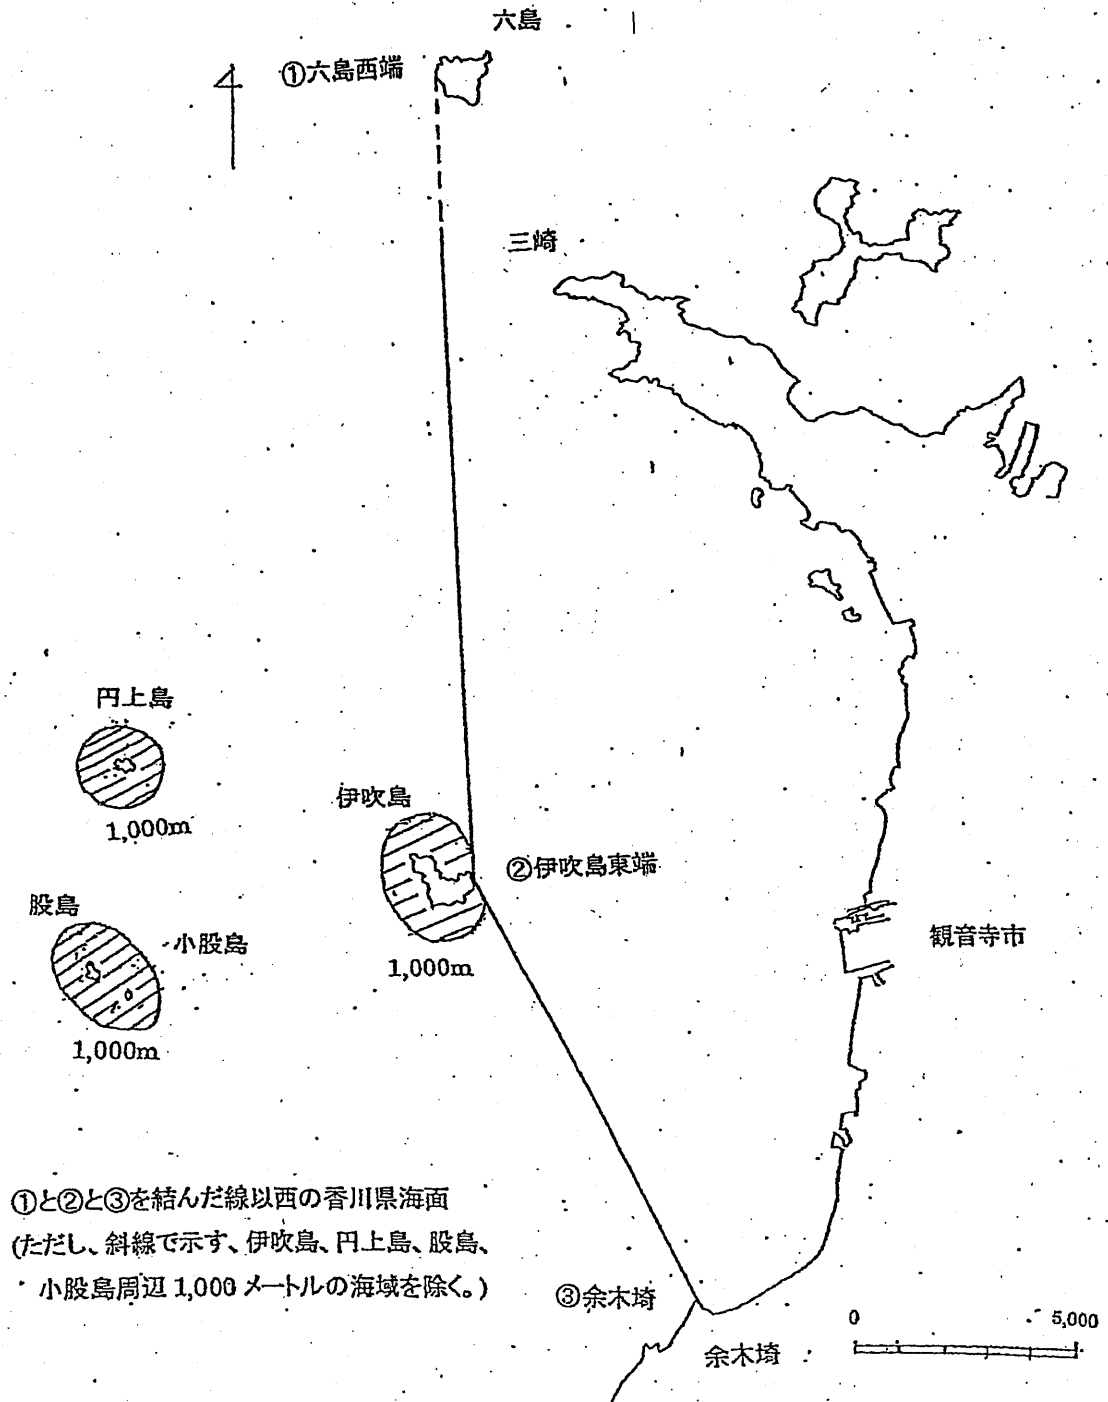 六島
①六島西端
三崎
円上島
1,000m
伊吹島
②伊吹島東端
股島
小股島
観音寺市
1,000m
1,000m
①と②と③を結んだ線以西の香川県海面
(ただし、斜線で示す、伊吹島、円上島、股島、
小股島周辺1,000メートルの海域を除く。)
③余木埼
余木埼
0 5,000